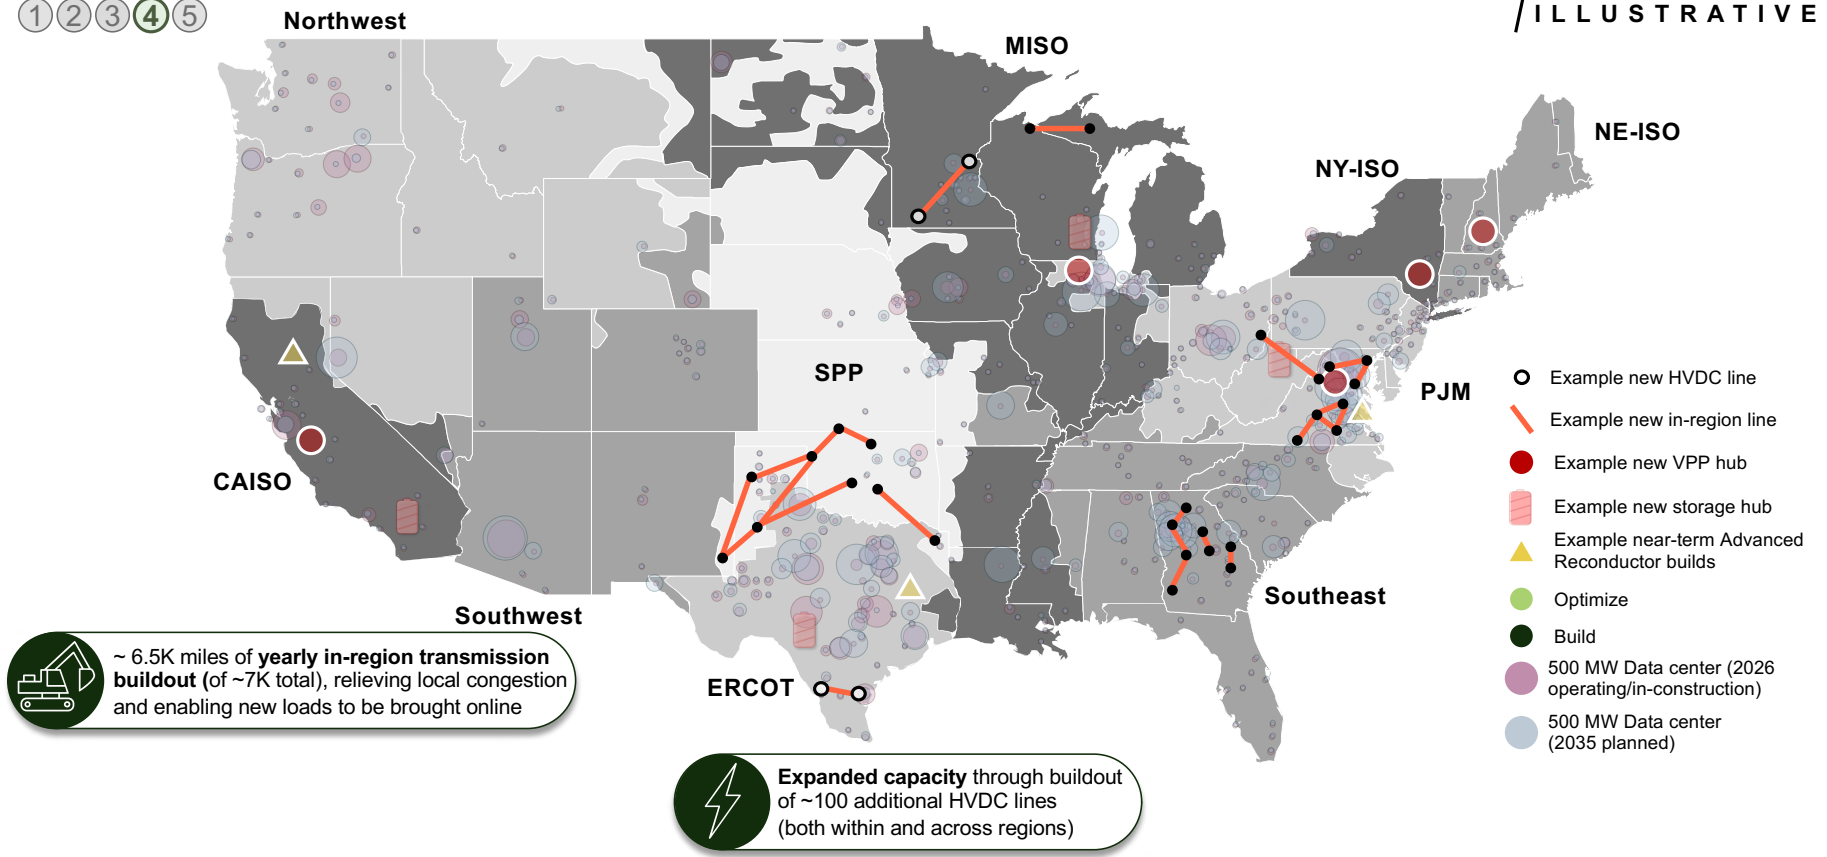 1 2 3 4 5
Northwest
/ILLUSTRATIVE
MISO
NE-ISO
NY-ISO
SPP
PJM
CAISO
Southwest
Southeast
ERCOT
Example new HVDC line
Example new in-region line
Example new VPP hub
Example new storage hub
Example near-term Advanced
Reconductor builds
Optimize
Build
500 MW Data center (2026
operating/in-construction)
500 MW Data center
(2035 planned)
~ 6.5K miles of yearly in-region transmission
buildout (of ~7K total), relieving local congestion
and enabling new loads to be brought online
Expanded capacity through buildout
of ~100 additional HVDC lines
(both within and across regions)